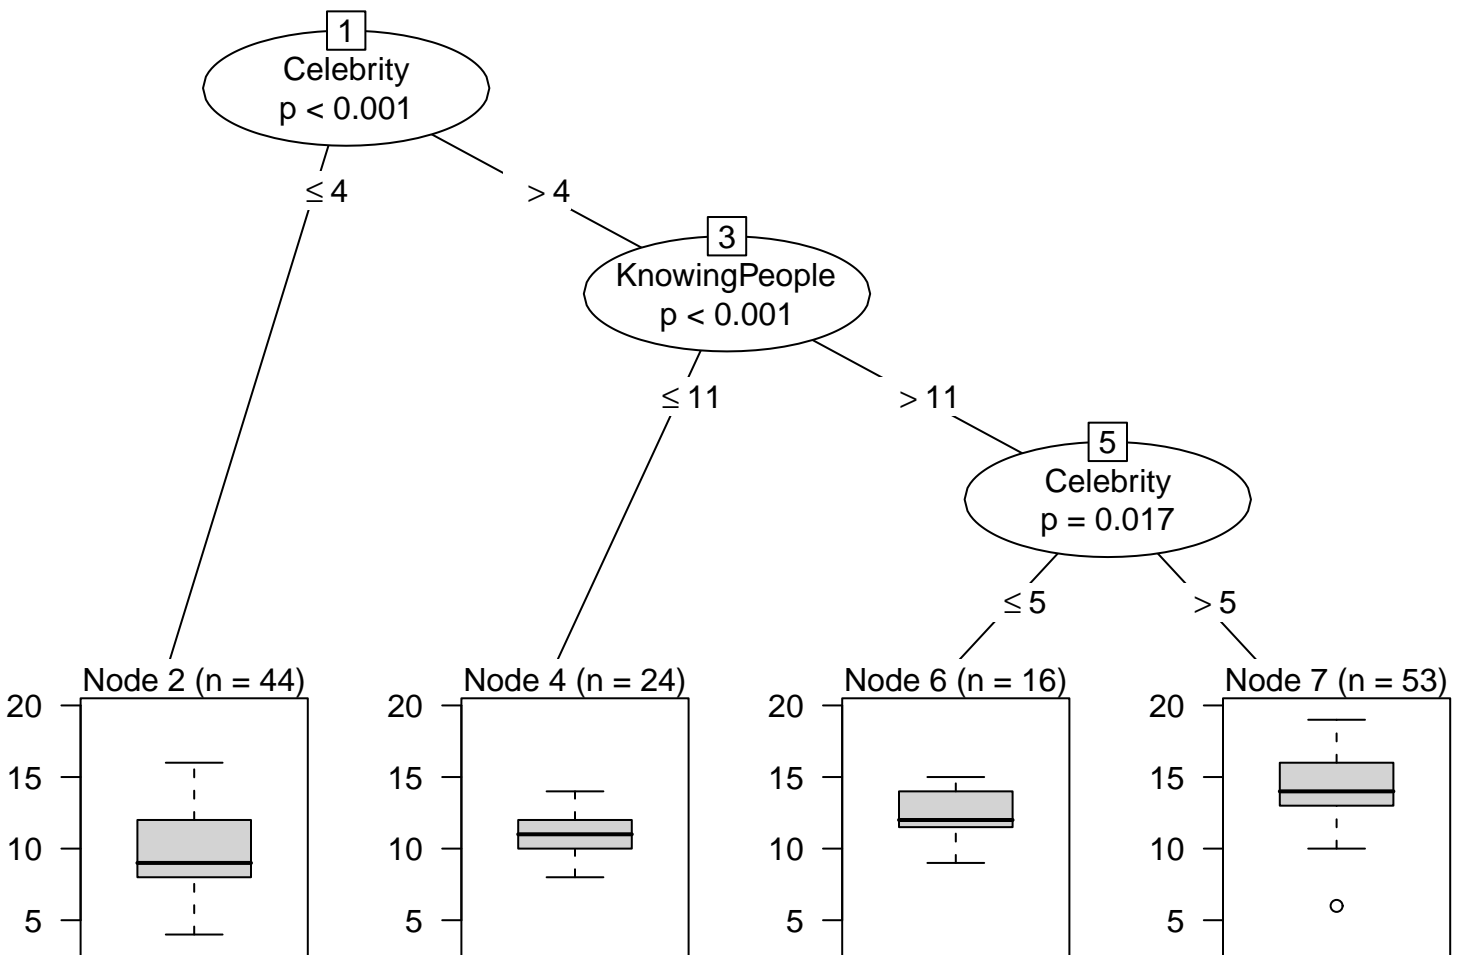 1
Celebrity
p < 0.001
≤ 4
> 4
3
KnowingPeople
p < 0.001
≤ 11
> 11
5
Celebrity
p = 0.017
≤ 5
> 5
Node 2 (n = 44)
20
15
10
5
Node 4 (n = 24)
20
15
10
5
Node 6 (n = 16)
20
15
10
5
Node 7 (n = 53)
20
15
10
5